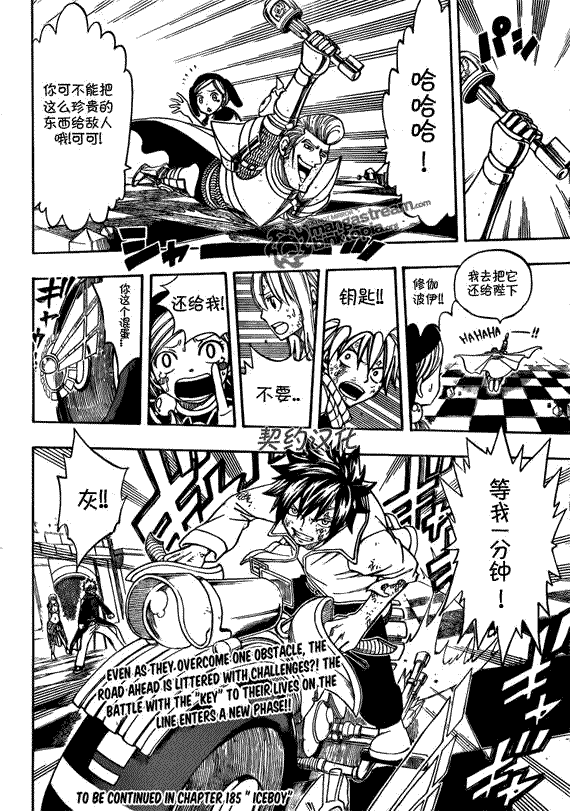 哈哈哈！
你可不能把
这么珍贵的
东西给敌人
哦!可可!
mangastream.com
シャー
我去把它
还给陛下
HAHAHA
修伽
波伊!!
钥匙!!
不要..
还给我!
你这个混蛋..
契约汉化
等我一分钟！
灰!!
EVEN AS THEY OVERCOME ONE OBSTACLE, THE
ROAD AHEAD IS LITTERED WITH CHALLENGES?! THE
BATTLE WITH THE "KEY" TO THEIR LIVES ON THE
LINE ENTERS A NEW PHASE!!
TO BE CONTINUED IN CHAPTER 185 " ICEBOY"